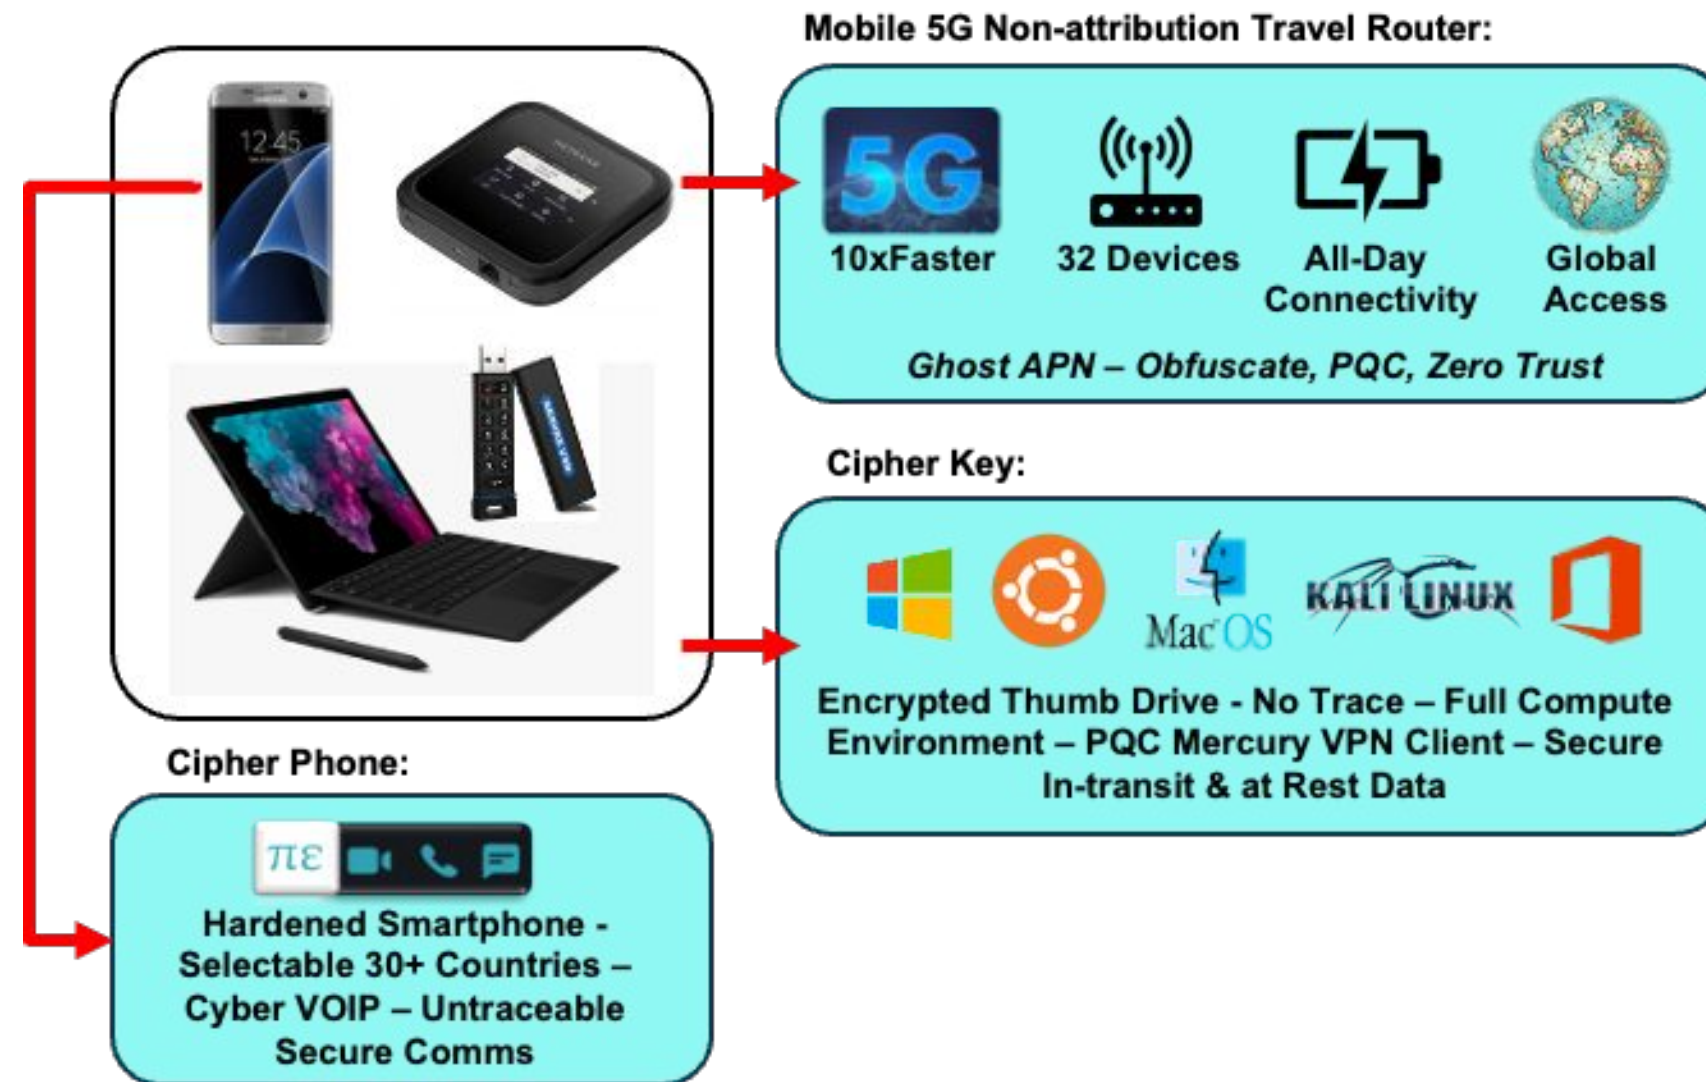 Mobile 5G Non-attribution Travel Router:
12:45
NETGEAR
5G
10xFaster
32 Devices
All-Day
Connectivity
Global
Access
Ghost APN – Obfuscate, PQC, Zero Trust
Cipher Key:
Mac OS
KALI LINUX
Encrypted Thumb Drive - No Trace – Full Compute
Environment – PQC Mercury VPN Client – Secure
In-transit & at Rest Data
Cipher Phone:
πε
Hardened Smartphone -
Selectable 30+ Countries –
Cyber VOIP – Untraceable
Secure Comms